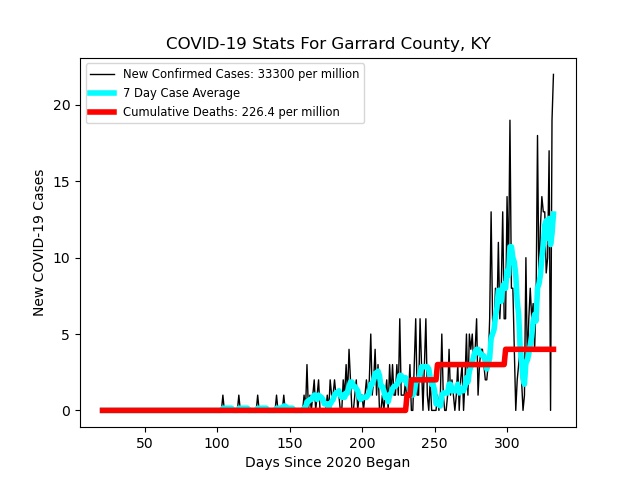 COVID-19 Stats For Garrard County, KY
New Confirmed Cases: 33300 per million
7 Day Case Average
Cumulative Deaths: 226.4 per million
New COVID-19 Cases
20
15
10
5
0
50 100 150 200 250 300
Days Since 2020 Began